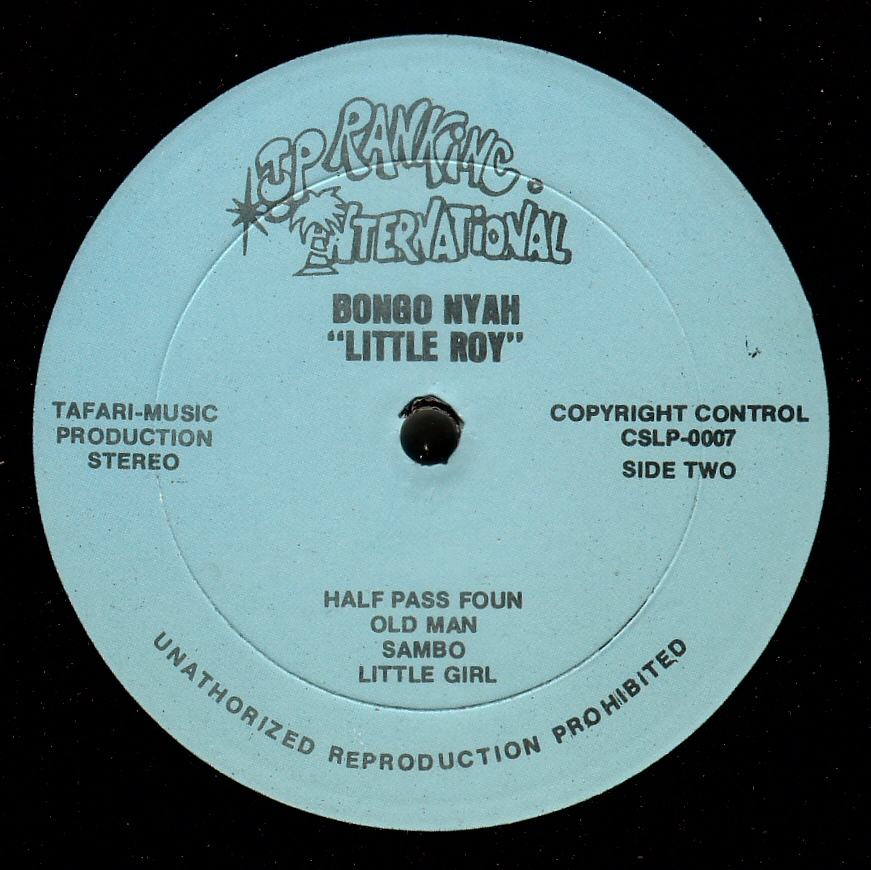 TOP RANKING.
INTERNATIONAL
BONGO NYAH
“LITTLE ROY”
TAFARI-MUSIC
PRODUCTION
STEREO
COPYRIGHT CONTROL
CSLP-0007
SIDE TWO
HALF PASS FOUN
OLD MAN
SAMBO
LITTLE GIRL
UNATHORIZED REPRODUCTION PROHIBITED